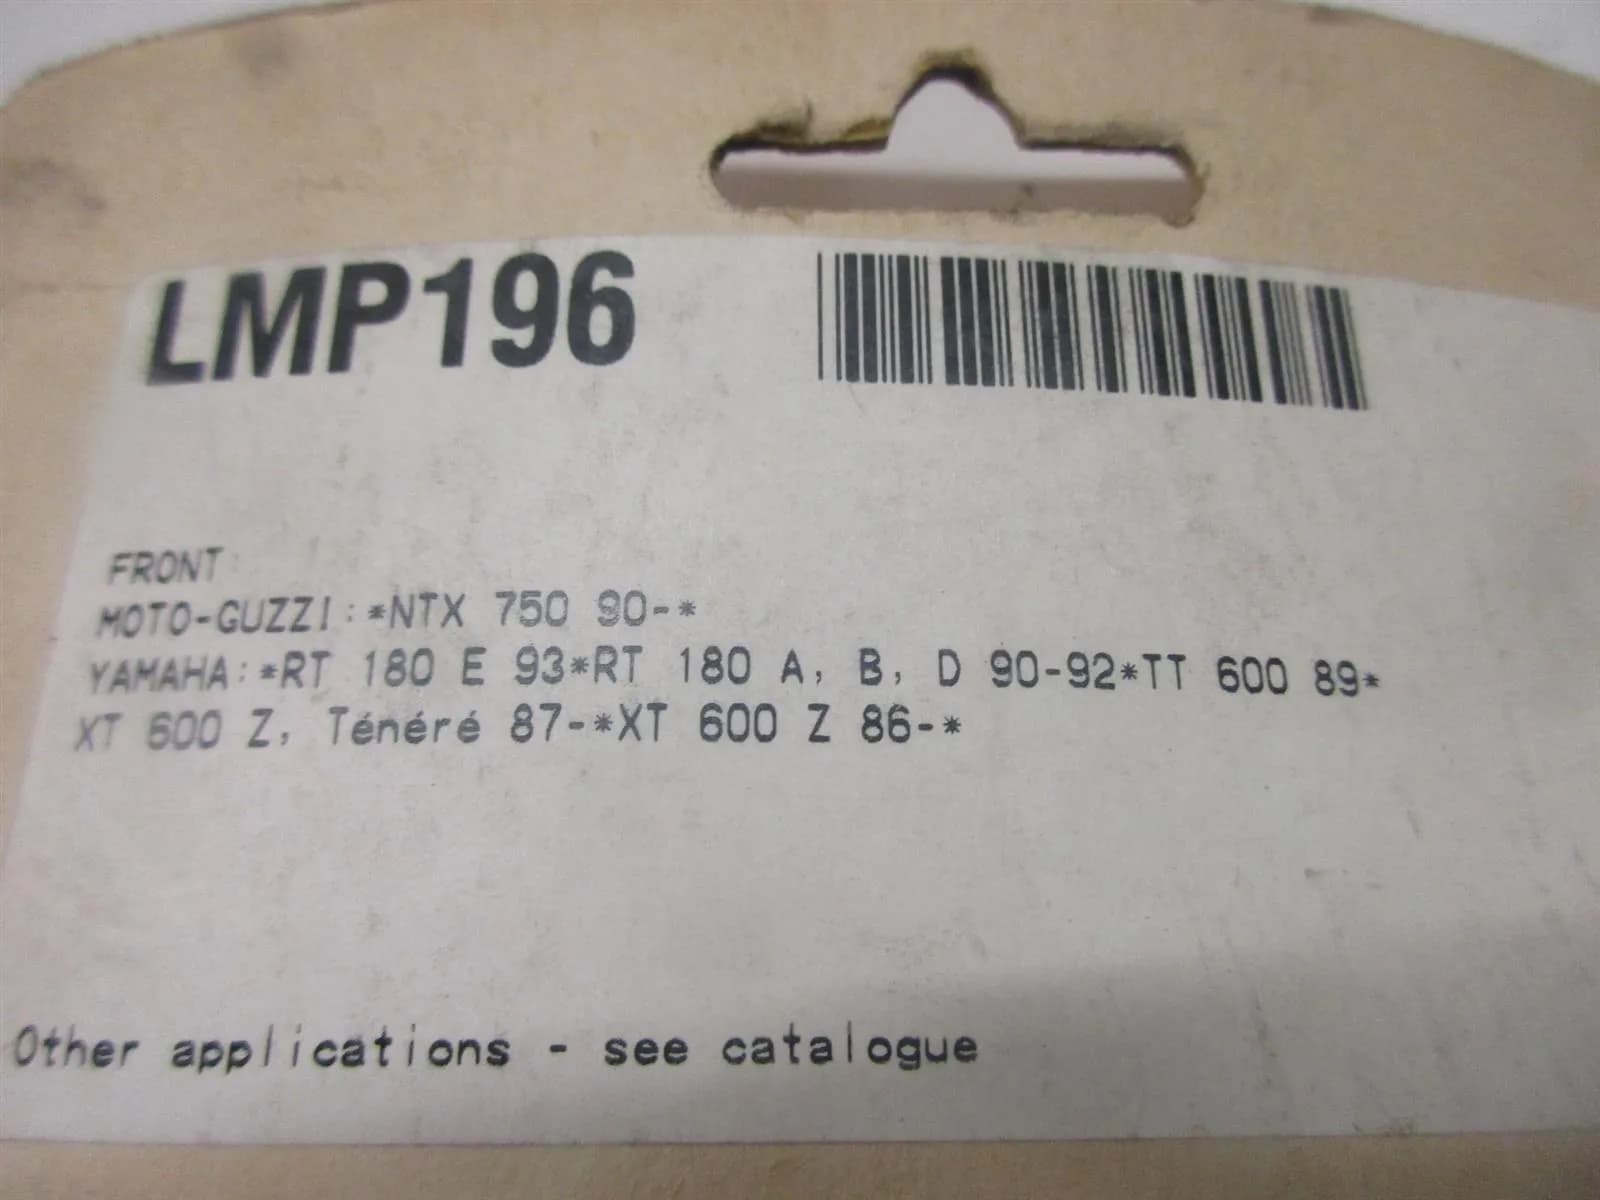 LMP196
FRONT:
MOTO-GUZZI:*NTX 750 90-*
YAMAHA:*RT 180 E 93*RT 180 A, B, D 90-92*TT 600 89*
XT 600 Z, Ténéré 87-*XT 600 Z 86-*
Other applications - see catalogue